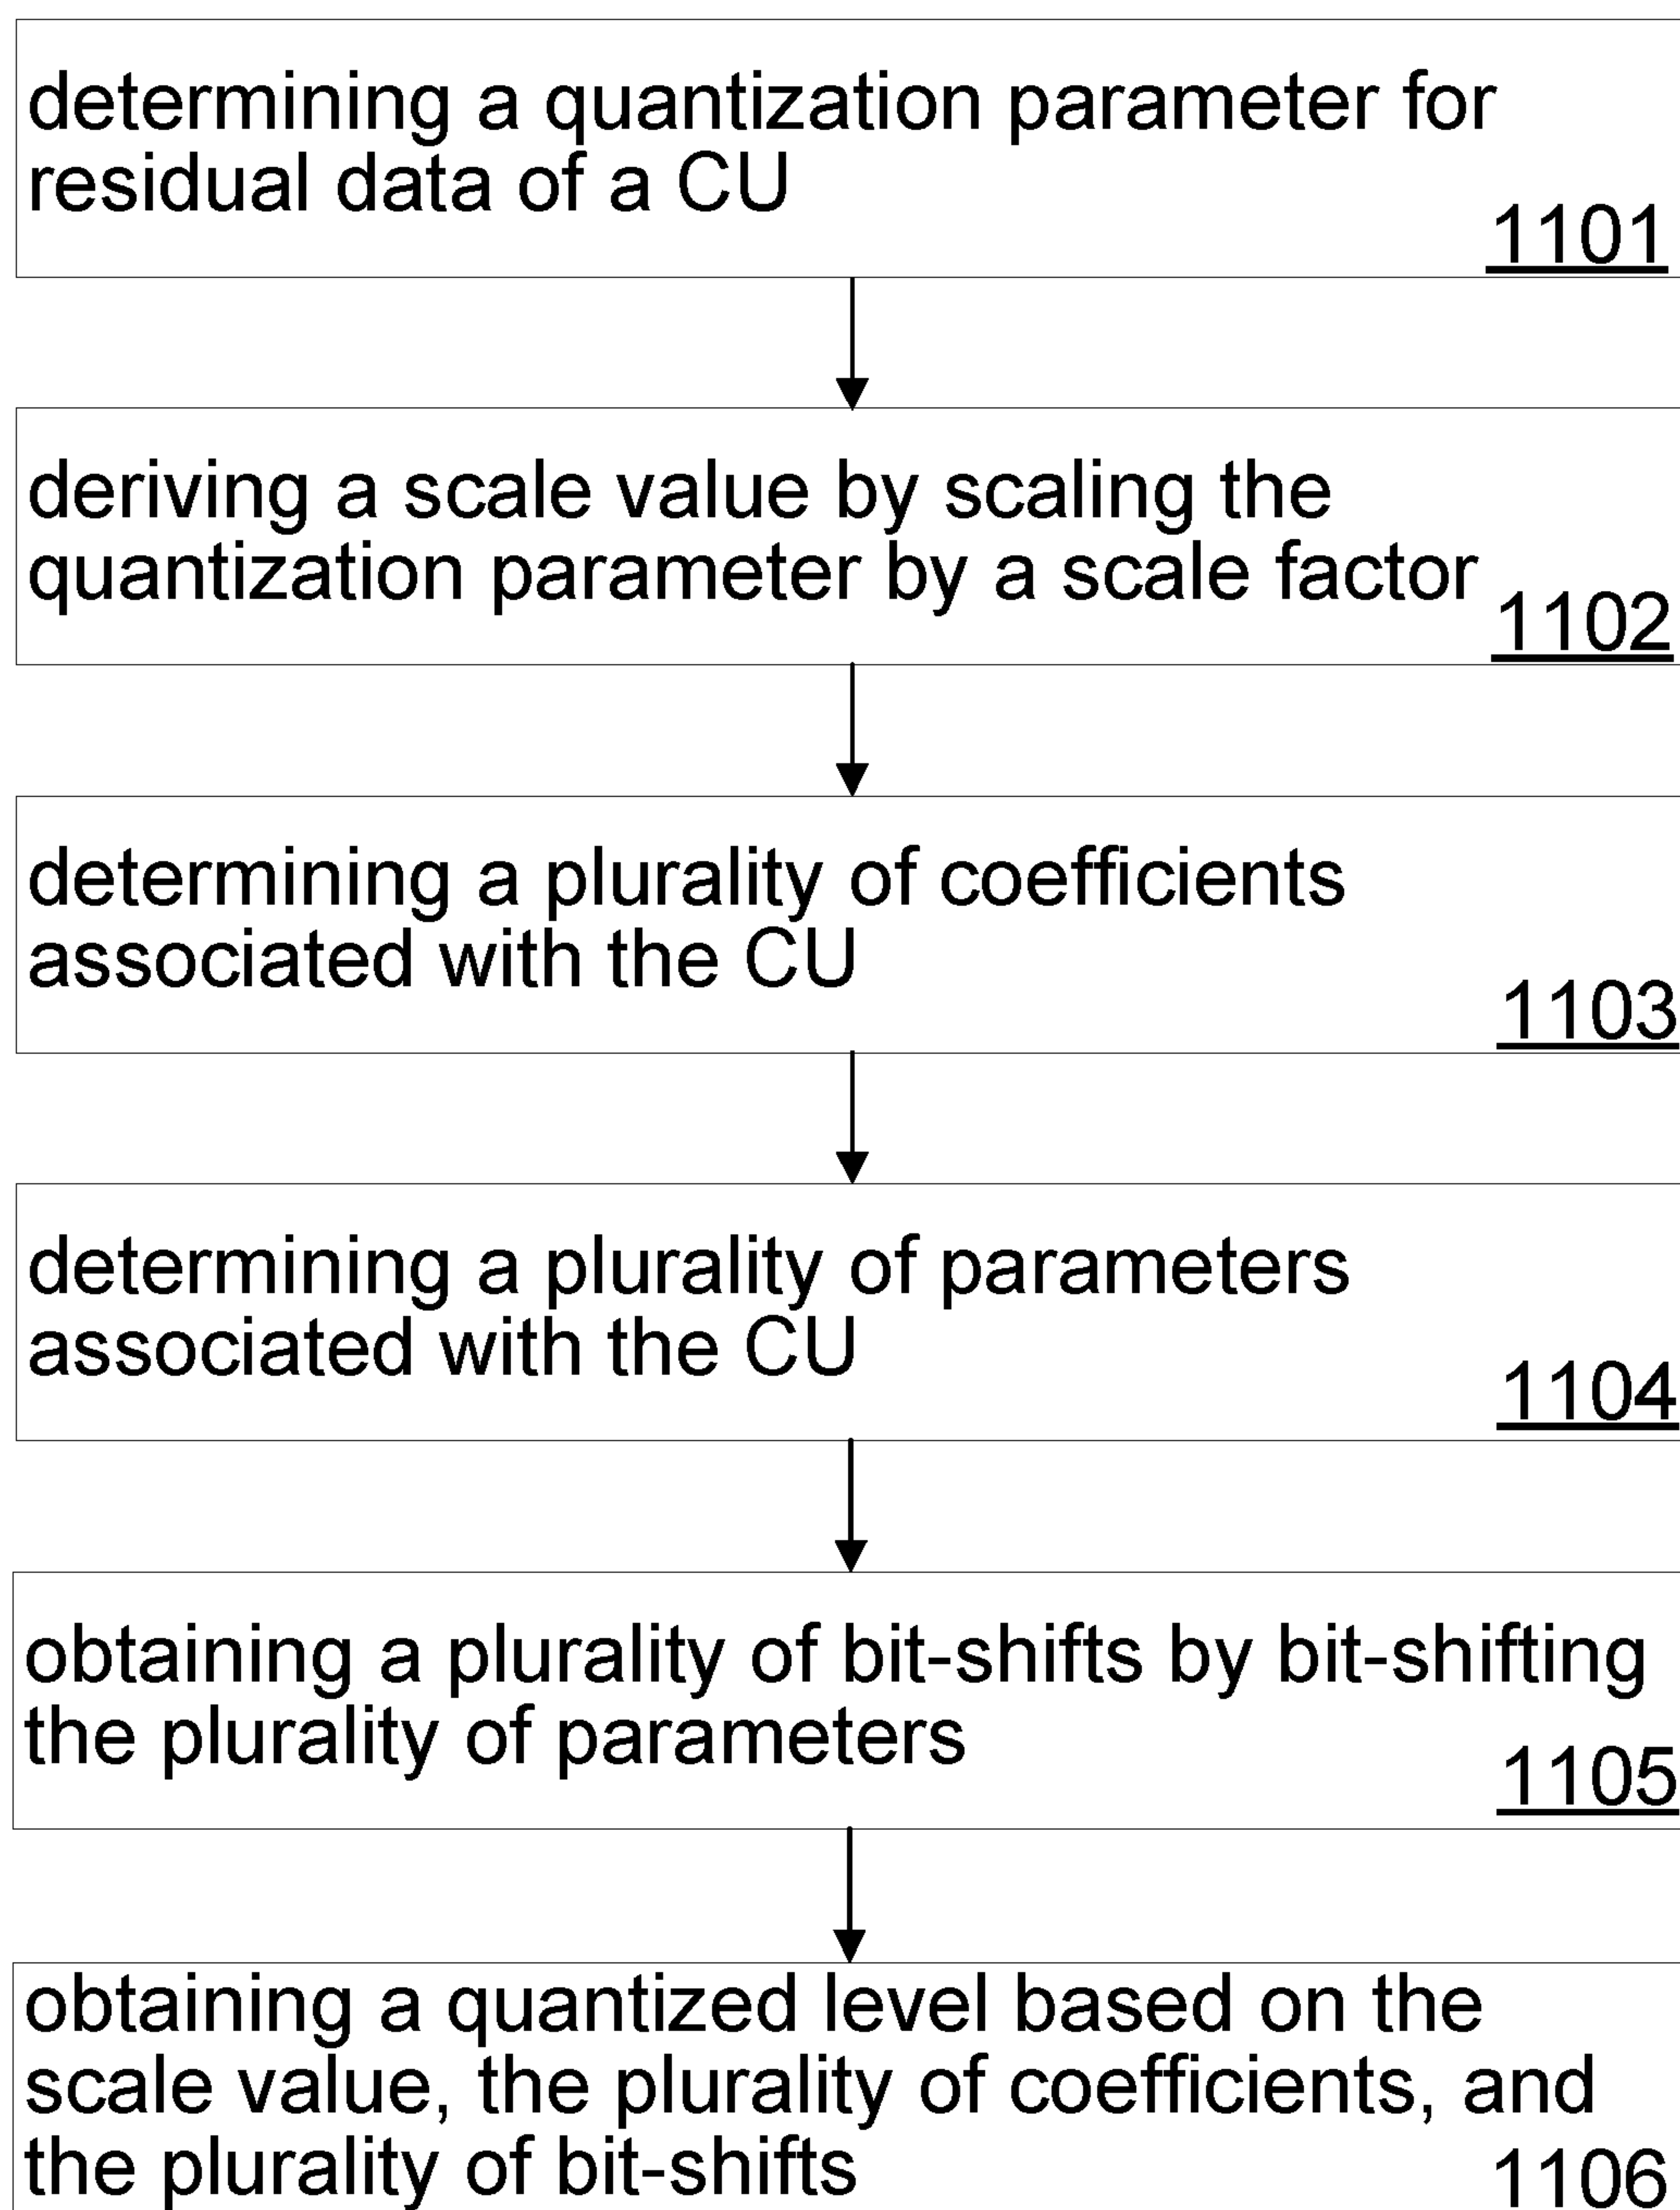 determining a quantization parameter for
residual data of a CU
1101
deriving a scale value by scaling the
quantization parameter by a scale factor
1102
determining a plurality of coefficients
associated with the CU
1103
determining a plurality of parameters
associated with the CU
1104
obtaining a plurality of bit-shifts by bit-shifting
the plurality of parameters
1105
obtaining a quantized level based on the
scale value, the plurality of coefficients, and
the plurality of bit-shifts
1106